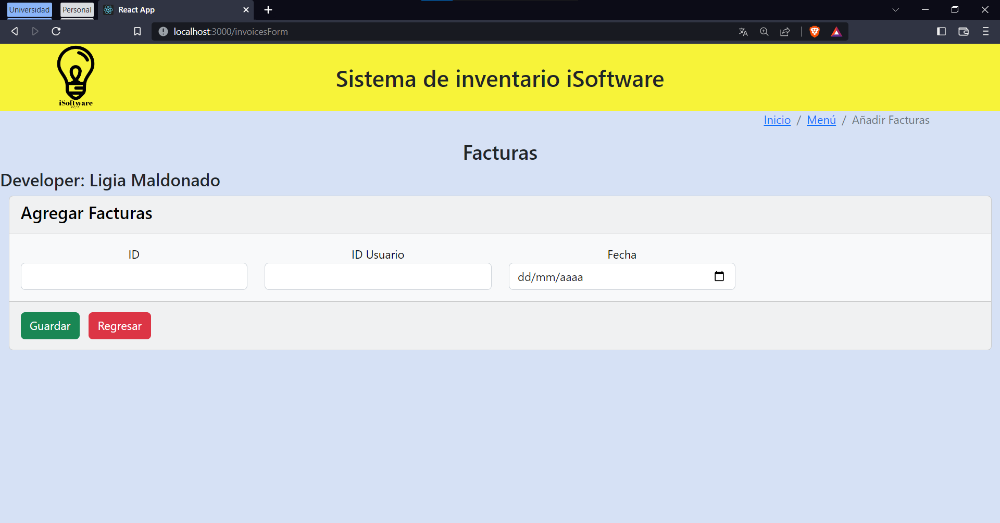 Universidad
Personal
React App
localhost:3000/invoicesForm
iSoftware
Sistema de inventario iSoftware
Inicio / Menú / Añadir Facturas
Facturas
Developer: Ligia Maldonado
Agregar Facturas
ID
ID Usuario
Fecha
dd/mm/aaaa
Guardar
Regresar